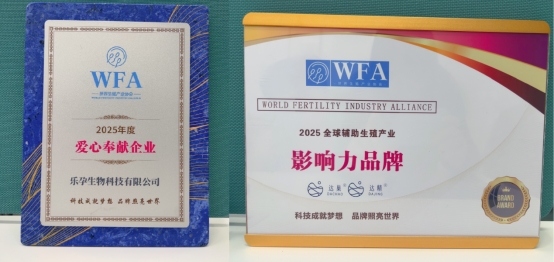 WFA
2025年度
爱心奉献企业
乐孕生物科技有限公司
科技成就梦想 品牌照亮世界
WFA
WORLD FERTILITY INDUSTRY ALLIANCE
2025 全球辅助生殖产业
影响力品牌
科技成就梦想 品牌照亮世界
BRAND
AWARD